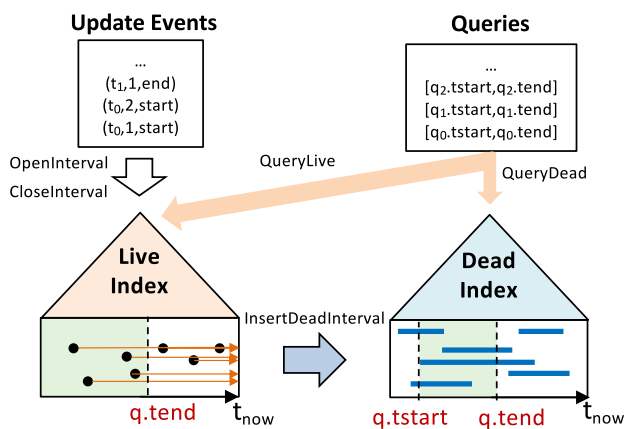 Update Events
...
(t1,1,end)
(t0,2,start)
(t0,1,start)
Queries
...
[q2.tstart,q2.tend]
[q1.tstart,q1.tend]
[q0.tstart,q0.tend]
OpenInterval
CloseInterval
QueryLive
QueryDead
Live
Index
Dead
Index
InsertDeadInterval
q.tend
tnow
q.tstart
q.tend
tnow